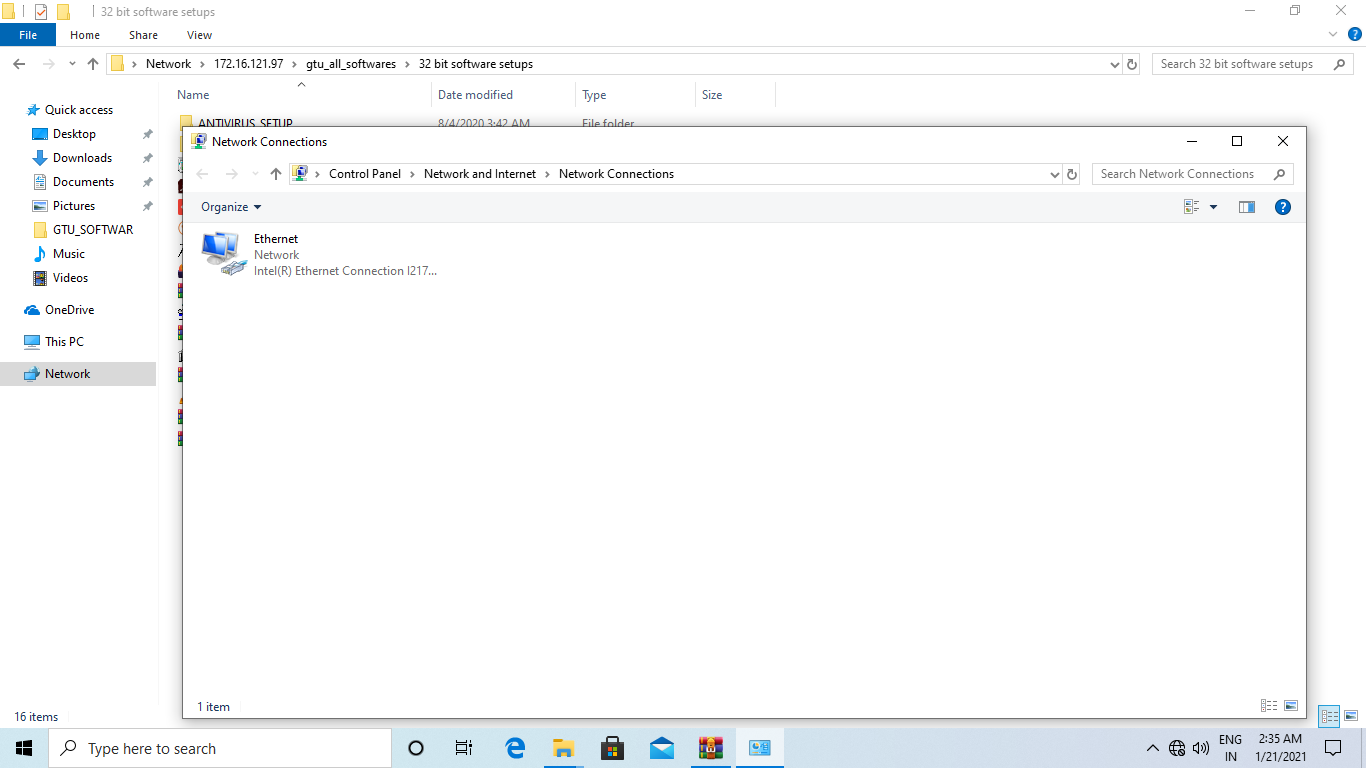 32 bit software setups
File Home Share View
Network 172.16.121.97 gtu_all_softwares 32 bit software setups Search 32 bit software setups
Name Date modified Type Size
Quick access
Desktop
Downloads
Documents
Pictures
GTU_SOFTWAR
Music
Videos
OneDrive
This PC
Network
ANTIVIRUS_SETUP 8/4/2020 3:42 AM File folder
Network Connections
Control Panel Network and Internet Network Connections Search Network Connections
Organize
Ethernet
Network
Intel(R) Ethernet Connection I217...
1 item
16 items
Type here to search
ENG
IN
2:35 AM
1/21/2021